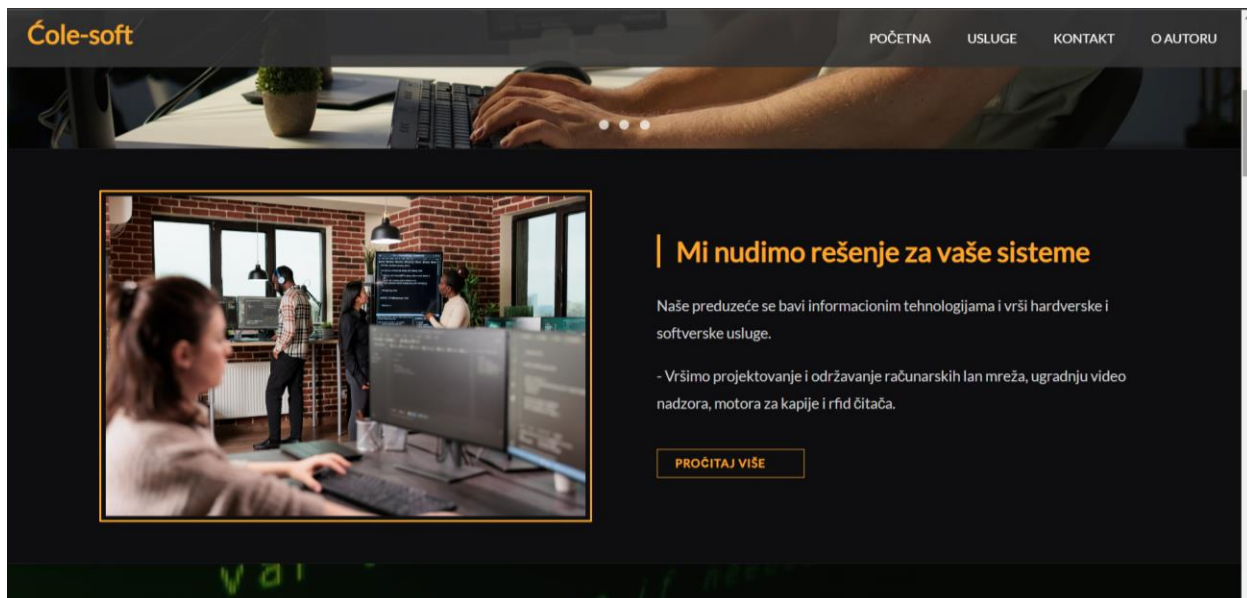 Ćole-soft
POČETNA USLUGE KONTAKT O AUTORU
Mi nudimo rešenje za vaše sisteme
Naše preduzeće se bavi informacionim tehnologijama i vrši hardverske i
softverske usluge.
- Vršimo projektovanje i održavanje računarskih lan mreža, ugradnju video
nadzora, motora za kapije i rfid čitača.
PROČITAJ VIŠE
var
if